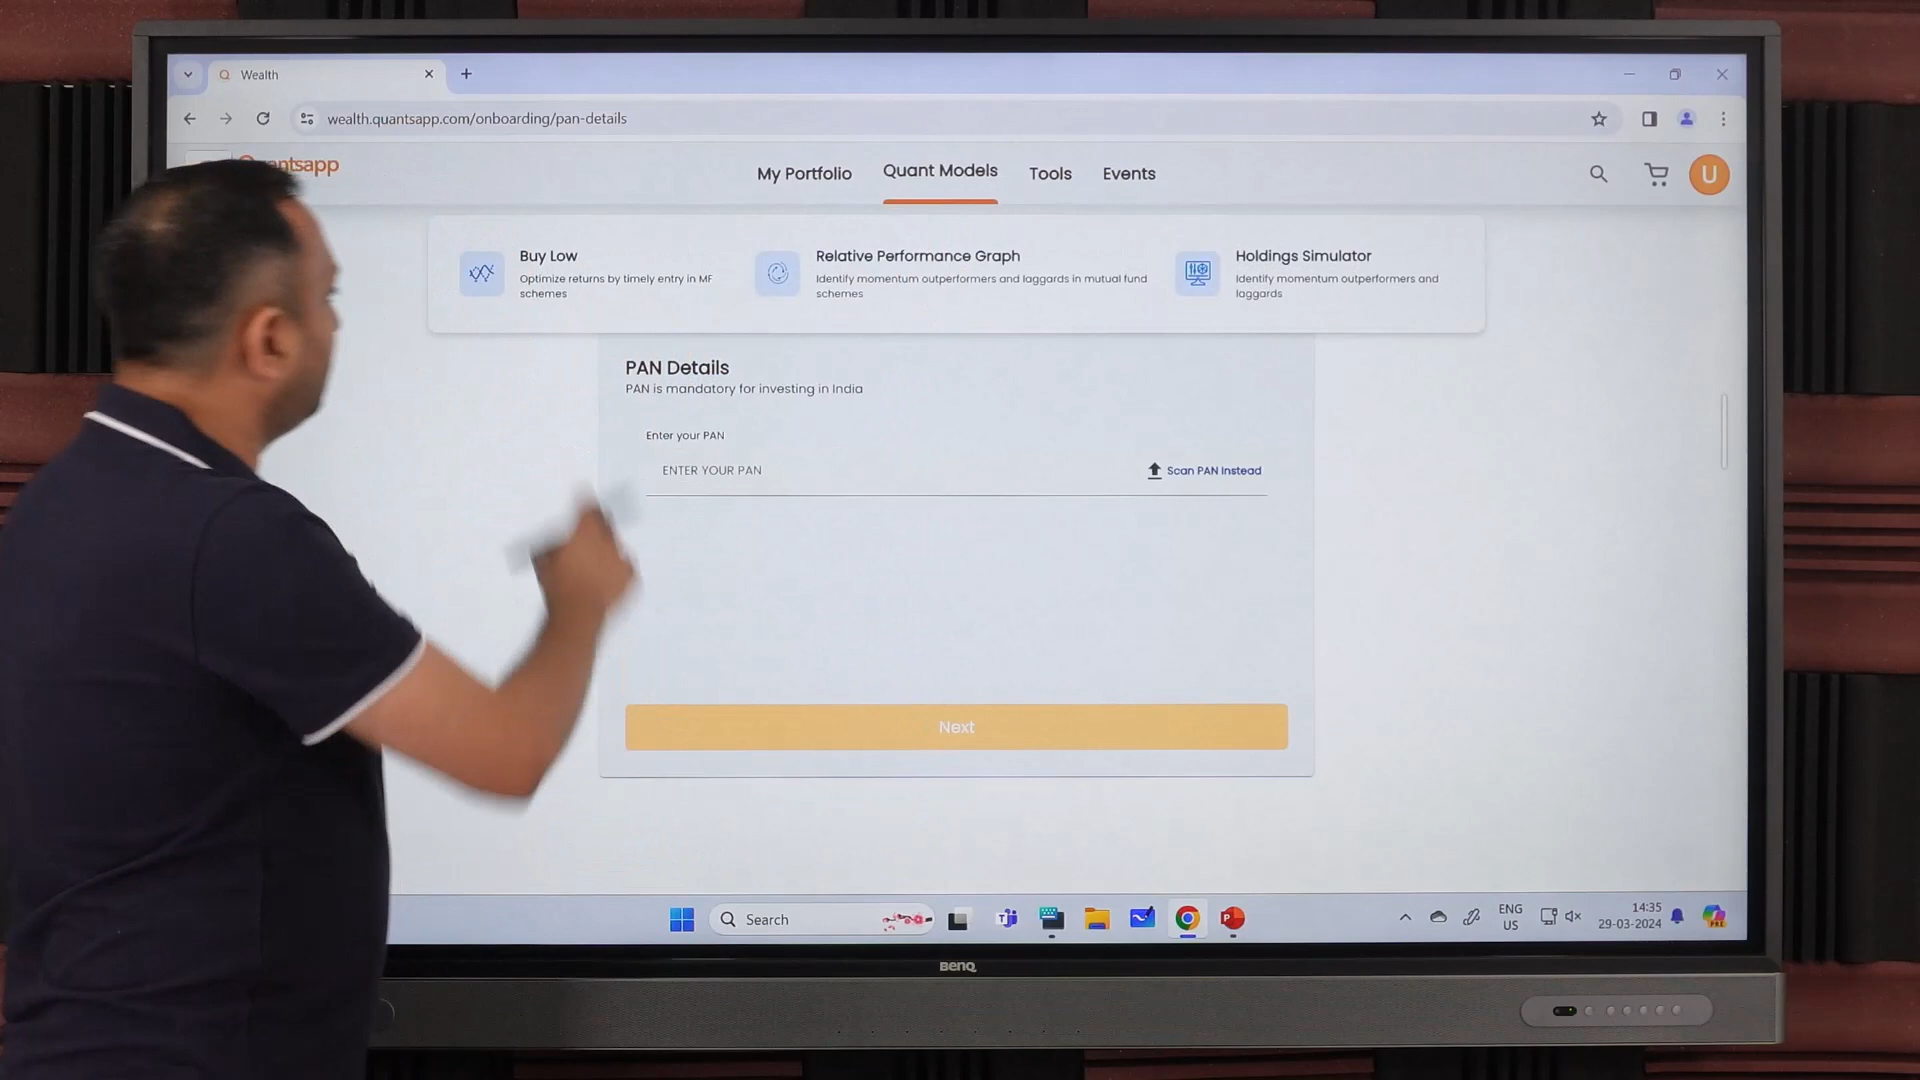 Wealth
wealth.quantsapp.com/onboarding/pan-details
Quantsapp
My Portfolio
Quant Models
Tools
Events
U
Buy Low
Optimize returns by timely entry in MF
schemes
Relative Performance Graph
Identify momentum outperformers and laggards in mutual fund
schemes
Holdings Simulator
Identify momentum outperformers and
laggards
PAN Details
PAN is mandatory for investing in India
Enter your PAN
ENTER YOUR PAN
Scan PAN Instead
Next
Search
ENG
US
14:35
29-03-2024
PRE
BenQ